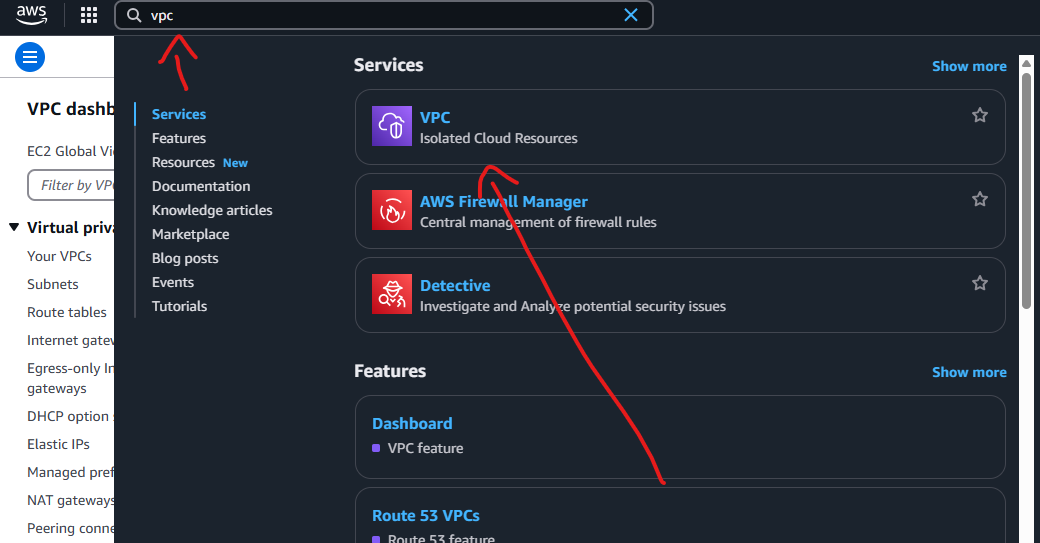 aws
vpc
VPC dashb
EC2 Global Vi
Filter by VP
Virtual priva
Your VPCs
Subnets
Route tables
Internet gatew
Egress-only In
gateways
DHCP option s
Elastic IPs
Managed pref
NAT gateways
Peering conne
Services
Features
Resources New
Documentation
Knowledge articles
Marketplace
Blog posts
Events
Tutorials
Services
Show more
VPC
Isolated Cloud Resources
AWS Firewall Manager
Central management of firewall rules
Detective
Investigate and Analyze potential security issues
Features
Show more
Dashboard
VPC feature
Route 53 VPCs
Route 53 feature